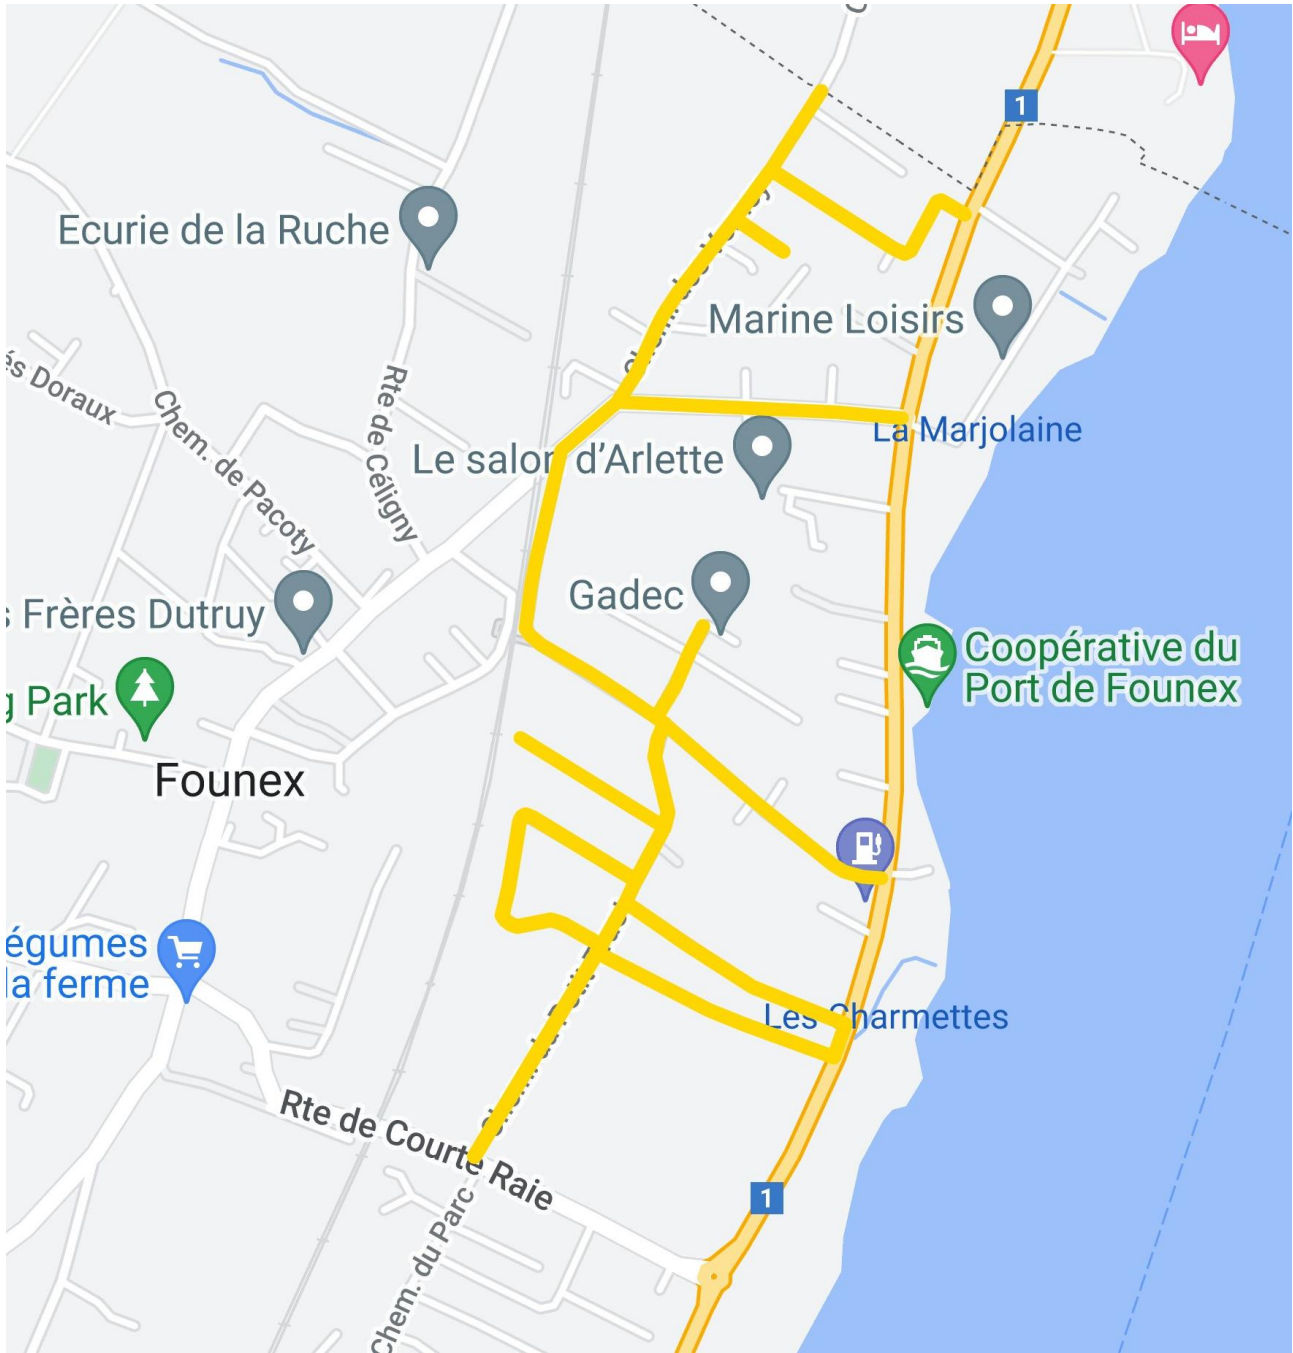 1
Ecurie de la Ruche
Marine Loisirs
és Doraux
Chem. de Pacoty
Rte de Céligny
La Marjolaine
Le salon d'Arlette
Gadec
s Frères Dutruy
Coopérative du
Port de Founex
g Park
Founex
égumes
la ferme
Les Charmettes
Rte de Courte Raie
1
Chem. du Parc